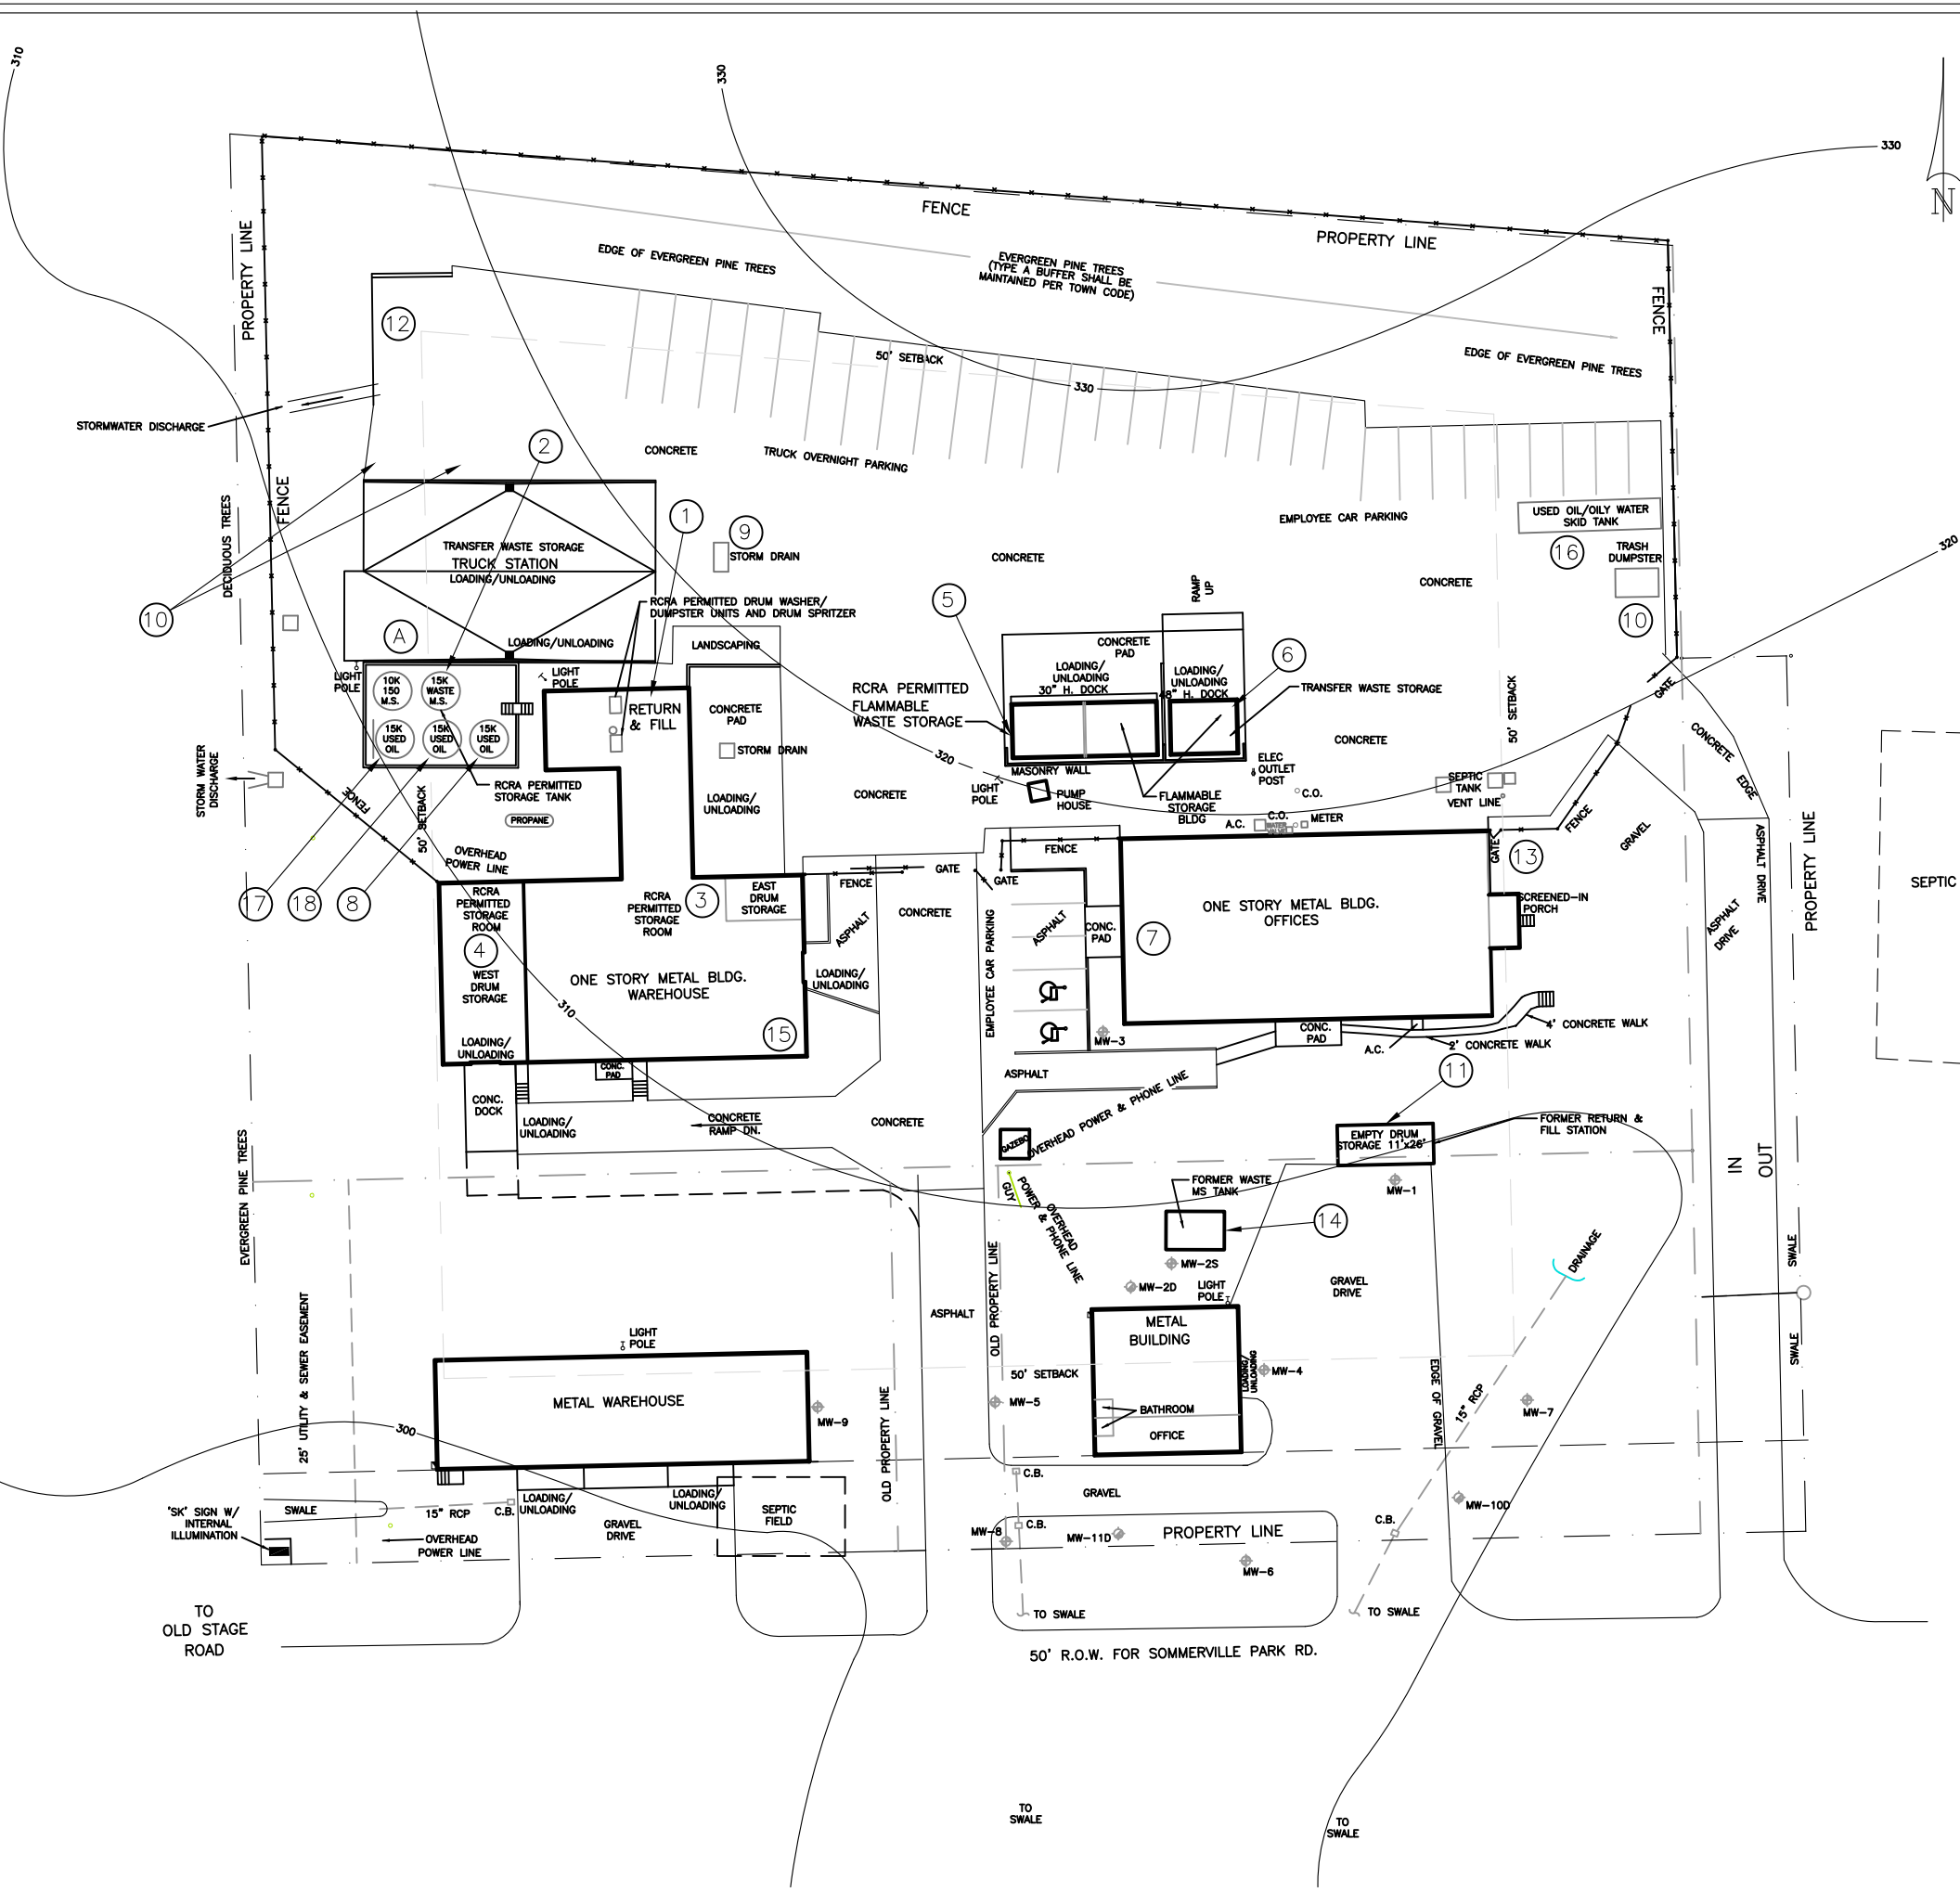 310
330
330
N
FENCE
PROPERTY LINE
PROPERTY LINE
EDGE OF EVERGREEN PINE TREES
EVERGREEN PINE TREES
(TYPE A BUFFER SHALL BE
MAINTAINED PER TOWN CODE)
FENCE
12
50' SETBACK
330
EDGE OF EVERGREEN PINE TREES
STORMWATER DISCHARGE
2
CONCRETE
TRUCK OVERNIGHT PARKING
FENCE
DECIDUOUS TREES
1
9
STORM DRAIN
EMPLOYEE CAR PARKING
USED OIL/OILY WATER
SKID TANK
16
TRASH
DUMPSTER
320
TRANSFER WASTE STORAGE
TRUCK STATION
LOADING/UNLOADING
CONCRETE
CONCRETE
RAMP
UP
10
A
LOADING/UNLOADING
RCRA PERMITTED DRUM WASHER/
DUMPSTER UNITS AND DRUM SPRITZER
5
10
LANDSCAPING
CONCRETE
PAD
LOADING/
UNLOADING
30" H. DOCK
LOADING/
UNLOADING
48" H. DOCK
6
LIGHT
POLE
10K
150
M.S.
15K
WASTE
M.S.
LIGHT
POLE
RCRA PERMITTED
FLAMMABLE
WASTE STORAGE
TRANSFER WASTE STORAGE
GATE
50' SETBACK
RETURN
& FILL
CONCRETE
PAD
15K
USED
OIL
15K
USED
OIL
15K
USED
OIL
STORM DRAIN
320
CONCRETE
CONCRETE
EDGE
STORM WATER
DISCHARGE
FENCE
RCRA PERMITTED
STORAGE TANK
MASONRY WALL
ELEC
OUTLET
POST
SEPTIC
TANK
VENT LINE
LIGHT
POLE
PUMP
HOUSE
FLAMMABLE
STORAGE
BLDG
C.O.
PROPANE
50' SETBACK
LOADING/
UNLOADING
CONCRETE
A.C.
C.O.
WATER
VALVE
METER
FENCE
GRAVEL
OVERHEAD
POWER LINE
FENCE
GATE
13
ASPHALT DRIVE
PROPERTY LINE
SEPTIC
17
18
8
RCRA
PERMITTED
STORAGE
ROOM
RCRA
PERMITTED
STORAGE
ROOM
3
EAST
DRUM
STORAGE
FENCE
GATE
GATE
CONCRETE
ONE STORY METAL BLDG.
OFFICES
SCREENED-IN
PORCH
ASPHALT
DRIVE
4
WEST
DRUM
STORAGE
ASPHALT
EMPLOYEE CAR PARKING
ASPHALT
CONC.
PAD
7
ONE STORY METAL BLDG.
WAREHOUSE
LOADING/
UNLOADING
310
15
MW-3
CONC.
PAD
4' CONCRETE WALK
2' CONCRETE WALK
A.C.
LOADING/
UNLOADING
CONC.
PAD
ASPHALT
11
CONC.
DOCK
LOADING/
UNLOADING
CONCRETE
RAMP DN.
CONCRETE
OVERHEAD POWER & PHONE LINE
GAZEBO
EMPTY DRUM
STORAGE 11'x26'
FORMER RETURN &
FILL STATION
IN
OUT
EVERGREEN PINE TREES
GUY
OVERHEAD
POWER & PHONE LINE
FORMER WASTE
MS TANK
MW-1
14
MW-2S
MW-2D
LIGHT
POLE
GRAVEL
DRIVE
DRAINAGE
SWALE
25' UTILITY & SEWER EASEMENT
LIGHT
POLE
ASPHALT
OLD PROPERTY LINE
METAL
BUILDING
LOADING/
UNLOADING
MW-4
SWALE
METAL WAREHOUSE
MW-9
OLD PROPERTY LINE
50' SETBACK
MW-5
BATHROOM
OFFICE
EDGE OF GRAVEL
15" RCP
MW-7
300
'SK' SIGN W/
INTERNAL
ILLUMINATION
SWALE
15" RCP
C.B.
LOADING/
UNLOADING
LOADING/
UNLOADING
SEPTIC
FIELD
GRAVEL
DRIVE
OVERHEAD
POWER LINE
C.B.
GRAVEL
MW-10D
C.B.
MW-8
C.B.
MW-11D
PROPERTY LINE
MW-6
TO SWALE
TO SWALE
TO
OLD STAGE
ROAD
50' R.O.W. FOR SOMMERVILLE PARK RD.
TO
SWALE
TO
SWALE